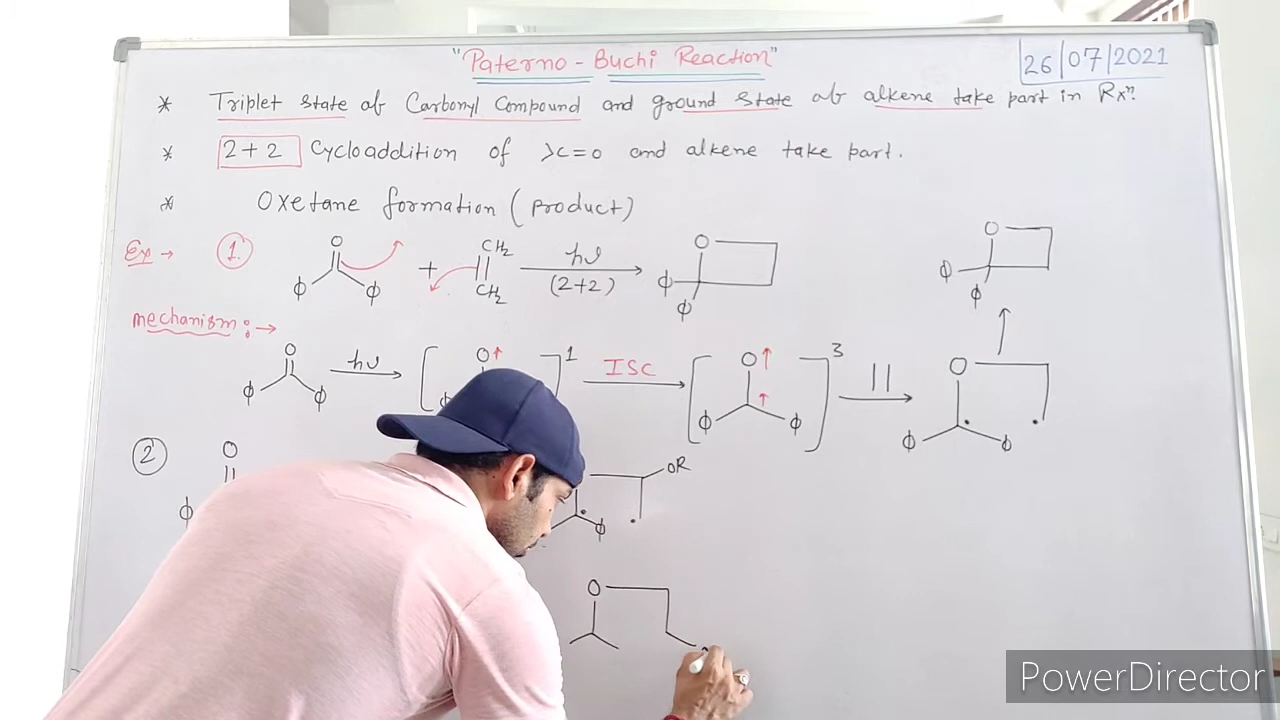 "Paterno - Buchi Reaction"
26/07/2021
* Triplet state of Carbonyl Compound and ground state of alkene take part in Rxn.
* 2+2 Cycloaddition of >C=O and alkene take part.
* Oxetane formation (product)
Ex → 1.
O
Φ Φ
+
CH2
CH2
hν
(2+2)
O
Φ
Φ
O
Φ
Φ
mechanism :→
O
Φ Φ
hν
O↑
1
ISC
O ↑
↑
Φ Φ
3
O
Φ Φ
2
O
Φ
OR
Φ
O
PowerDirector